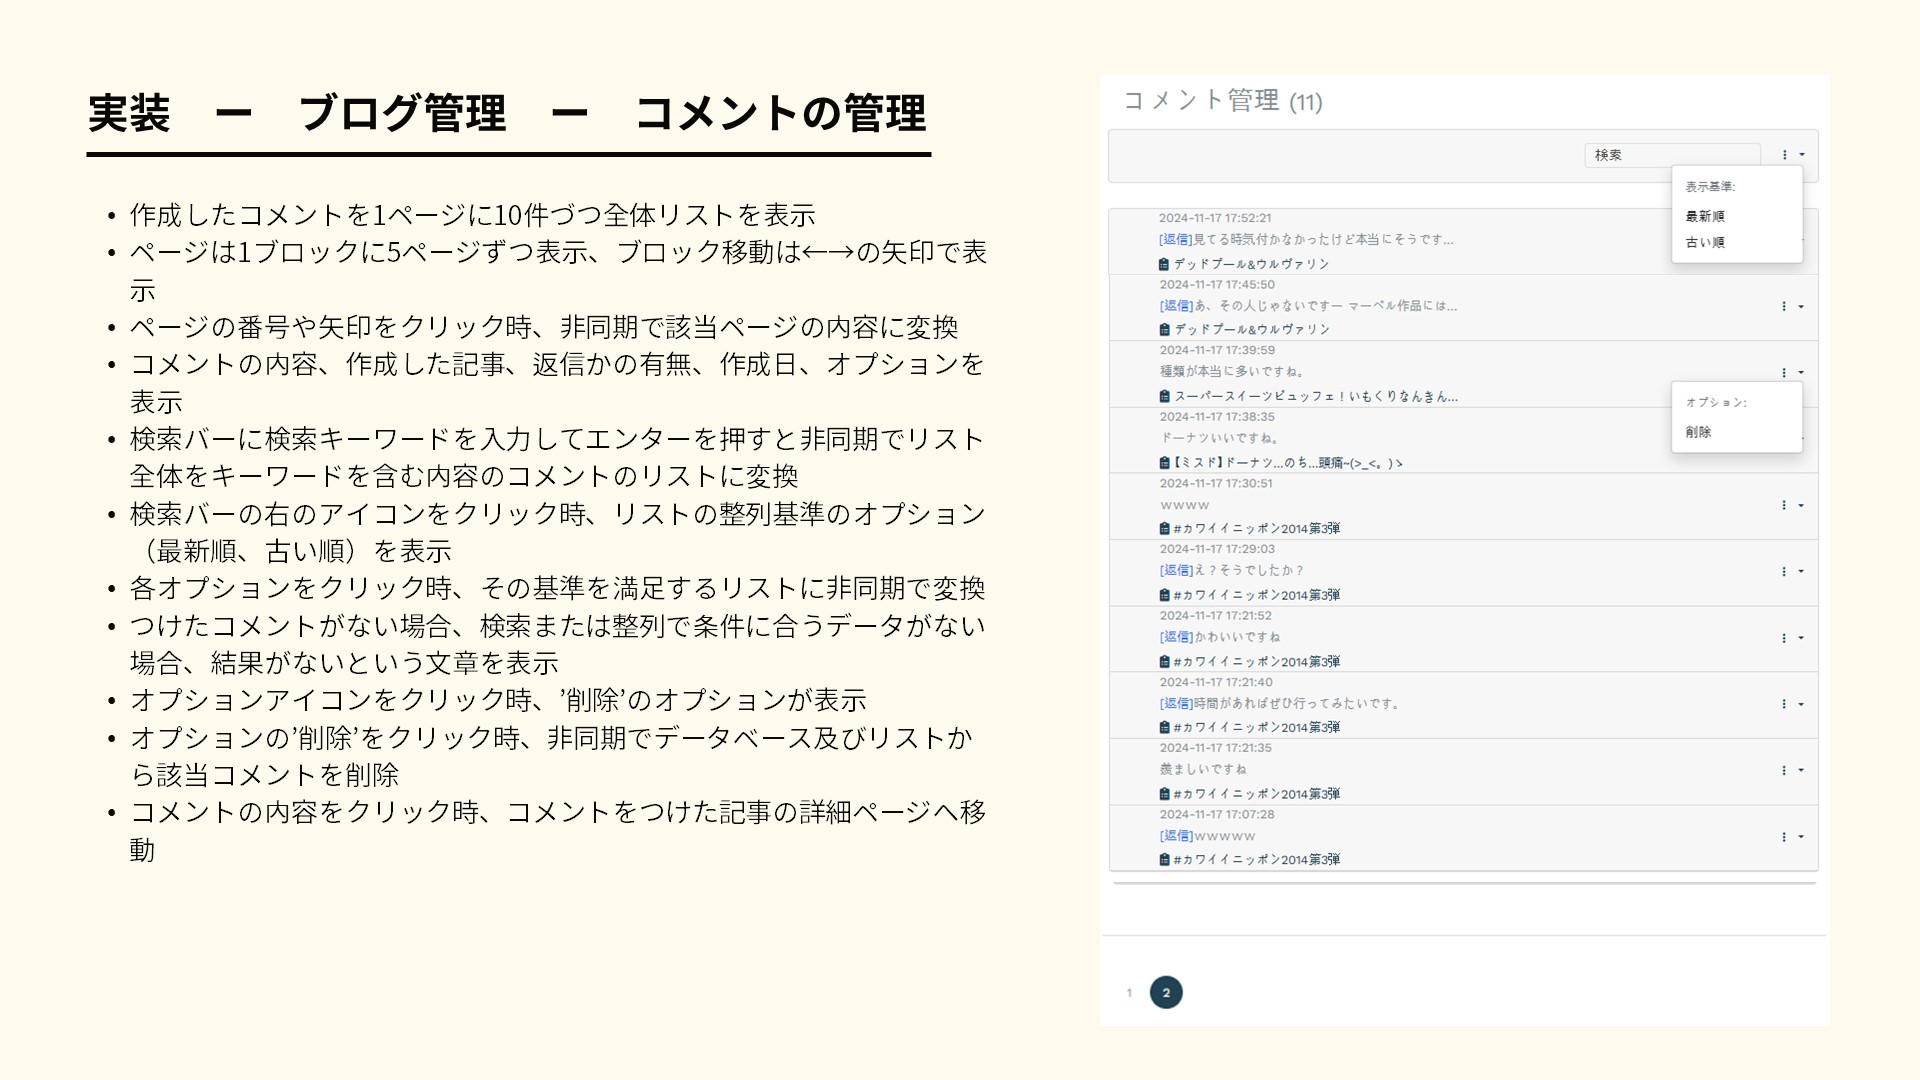 実装　ー　ブログ管理　ー　コメントの管理
• 作成したコメントを1ページに10件づつ全体リストを表示
• ページは1ブロックに5ページずつ表示、ブロック移動は←→の矢印で表
示
• ページの番号や矢印をクリック時、非同期で該当ページの内容に変換
• コメントの内容、作成した記事、返信かの有無、作成日、オプションを
表示
• 検索バーに検索キーワードを入力してエンターを押すと非同期でリスト
全体をキーワードを含む内容のコメントのリストに変換
• 検索バーの右のアイコンをクリック時、リストの整列基準のオプション
（最新順、古い順）を表示
• 各オプションをクリック時、その基準を満足するリストに非同期で変換
• つけたコメントがない場合、検索または整列で条件に合うデータがない
場合、結果がないという文章を表示
• オプションアイコンをクリック時、’削除’のオプションが表示
• オプションの’削除’をクリック時、非同期でデータベース及びリストか
ら該当コメントを削除
• コメントの内容をクリック時、コメントをつけた記事の詳細ページへ移
動
コメント管理 (11)
検索
表示基準:
最新順
古い順
2024-11-17 17:52:21
[返信]見てる時気付かなかったけど本当にそうです...
デッドプール&ウルヴァリン
2024-11-17 17:45:50
[返信]あ、その人じゃないですー マーベル作品には...
デッドプール&ウルヴァリン
2024-11-17 17:39:59
種類が本当に多いですね。
スーパースイーツビュッフェ！いもくりなんきん...
オプション:
削除
2024-11-17 17:38:35
ドーナツいいですね。
【ミスド】ドーナツ...のち...頭痛~(>_<。)ゝ
2024-11-17 17:30:51
wwww
#カワイイニッポン2014第3弾
2024-11-17 17:29:03
[返信]え？そうでしたか？
#カワイイニッポン2014第3弾
2024-11-17 17:21:52
[返信]かわいいですね
#カワイイニッポン2014第3弾
2024-11-17 17:21:40
[返信]時間があればぜひ行ってみたいです。
#カワイイニッポン2014第3弾
2024-11-17 17:21:35
羨ましいですね
#カワイイニッポン2014第3弾
2024-11-17 17:07:28
[返信]wwwww
#カワイイニッポン2014第3弾
1 2